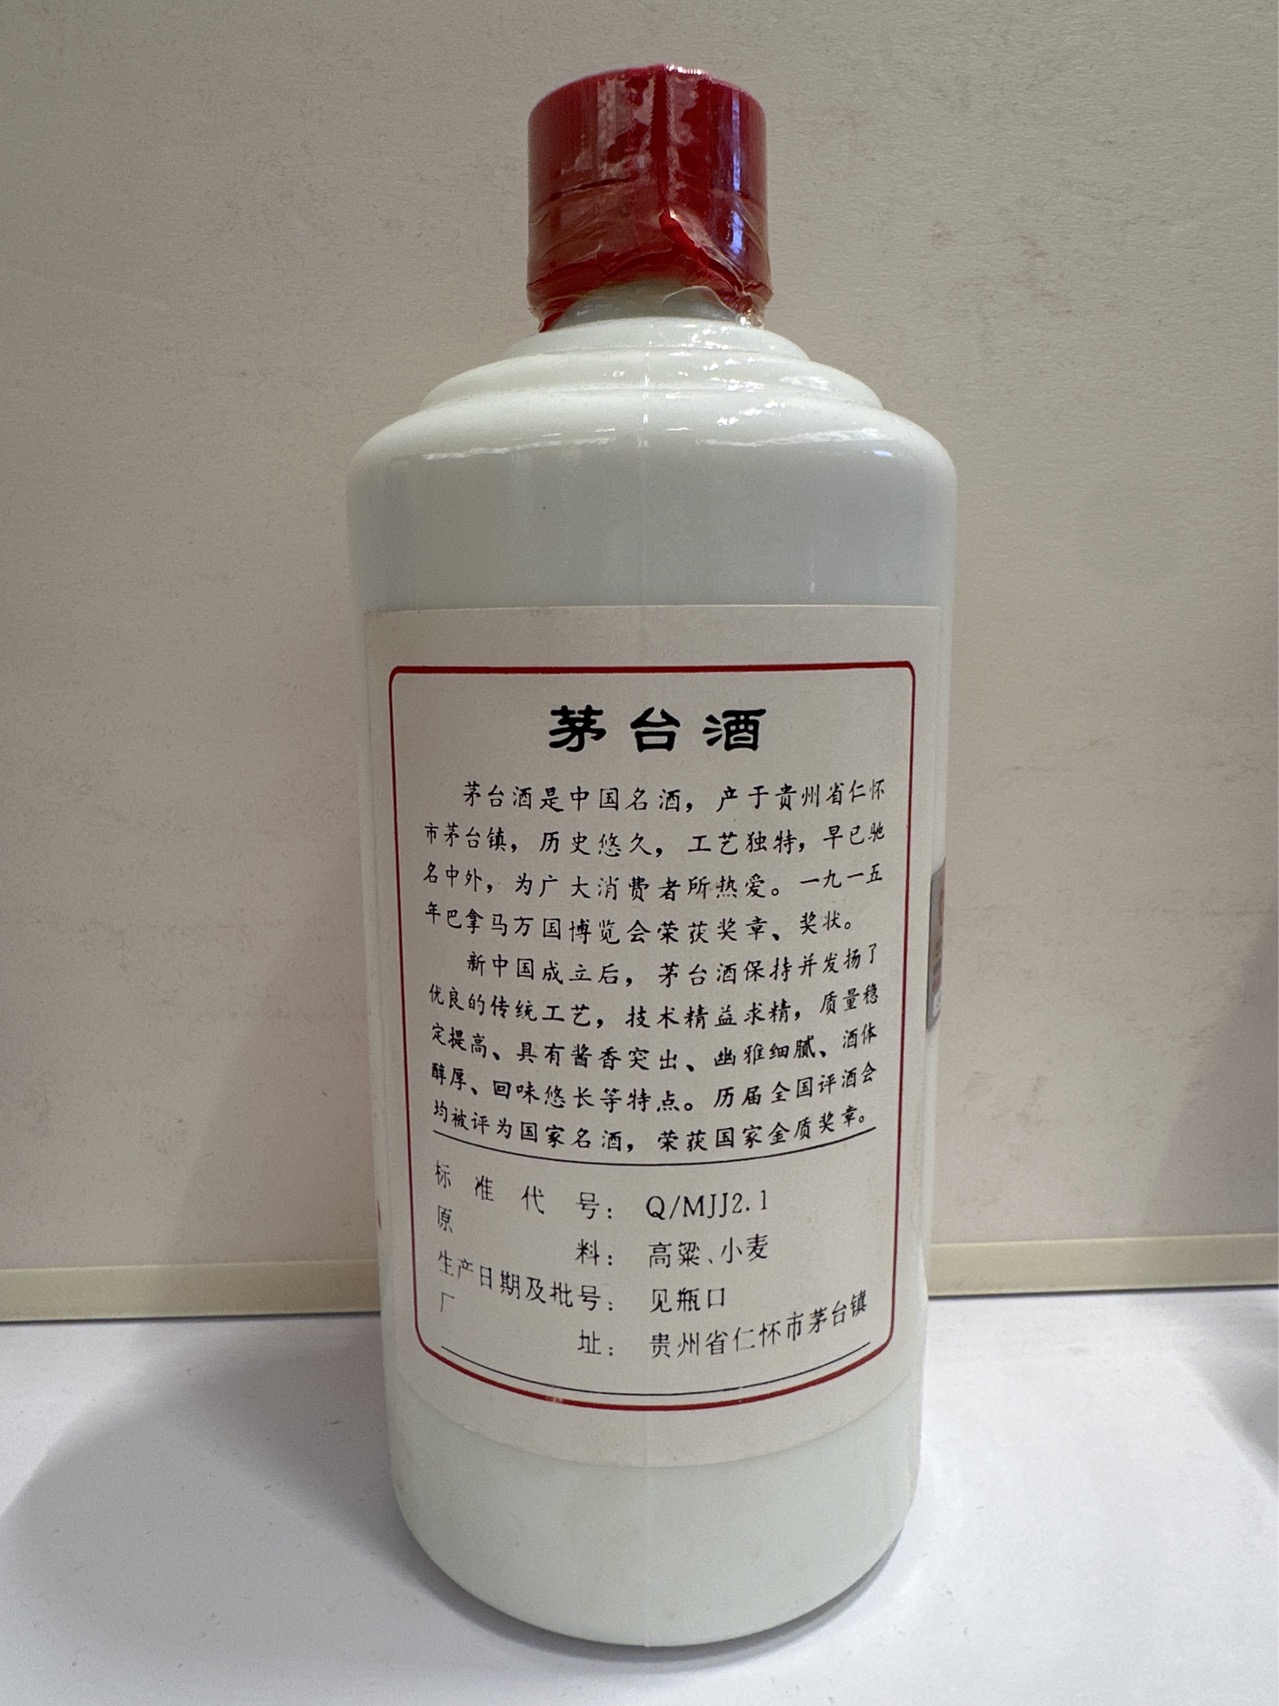 茅台酒
茅台酒是中国名酒，产于贵州省仁怀
市茅台镇，历史悠久，工艺独特，早已驰
名中外，为广大消费者所热爱。一九一五
年巴拿马万国博览会荣获奖章、奖状。
新中国成立后，茅台酒保持并发扬了
优良的传统工艺，技术精益求精，质量稳
定提高、具有酱香突出、幽雅细腻、酒体
醇厚、回味悠长等特点。历届全国评酒会
均被评为国家名酒，荣获国家金质奖章。
标准代号：Q/MJJ2.1
原料：高粱、小麦
生产日期及批号：见瓶口
厂址：贵州省仁怀市茅台镇